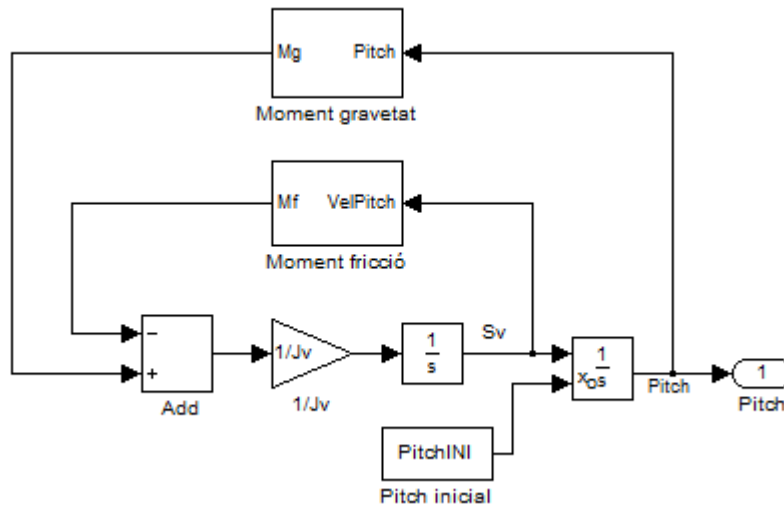 Mg Pitch
Moment gravetat
Mf VelPitch
Moment fricció
−
+
Add
1/Jv
1/Jv
1
s
Sv
xo 1
s
Pitch
1
Pitch
PitchINI
Pitch inicial